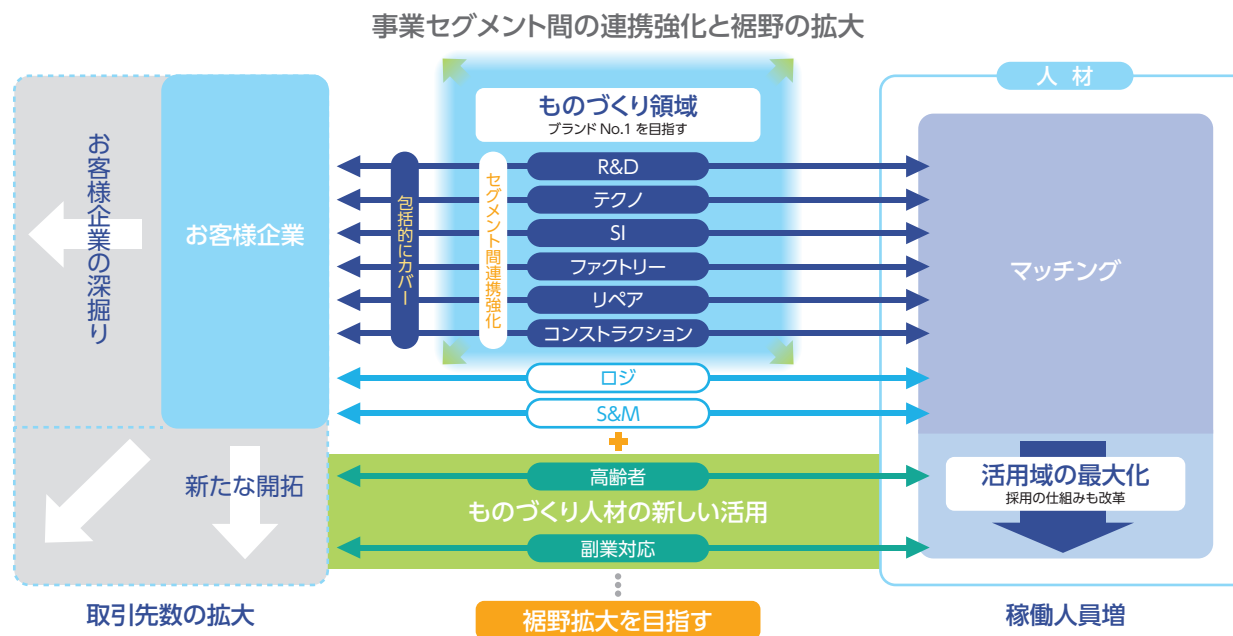 事業セグメント間の連携強化と裾野の拡大
人 材
ものづくり領域
ブランド No.1 を目指す
お客様企業の深掘り
お客様企業
包括的にカバー
セグメント間連携強化
R&D
テクノ
SI
ファクトリー
リペア
コンストラクション
マッチング
ロジ
S&M
新たな開拓
高齢者
ものづくり人材の新しい活用
副業対応
活用域の最大化
採用の仕組みも改革
取引先数の拡大
裾野拡大を目指す
稼働人員増